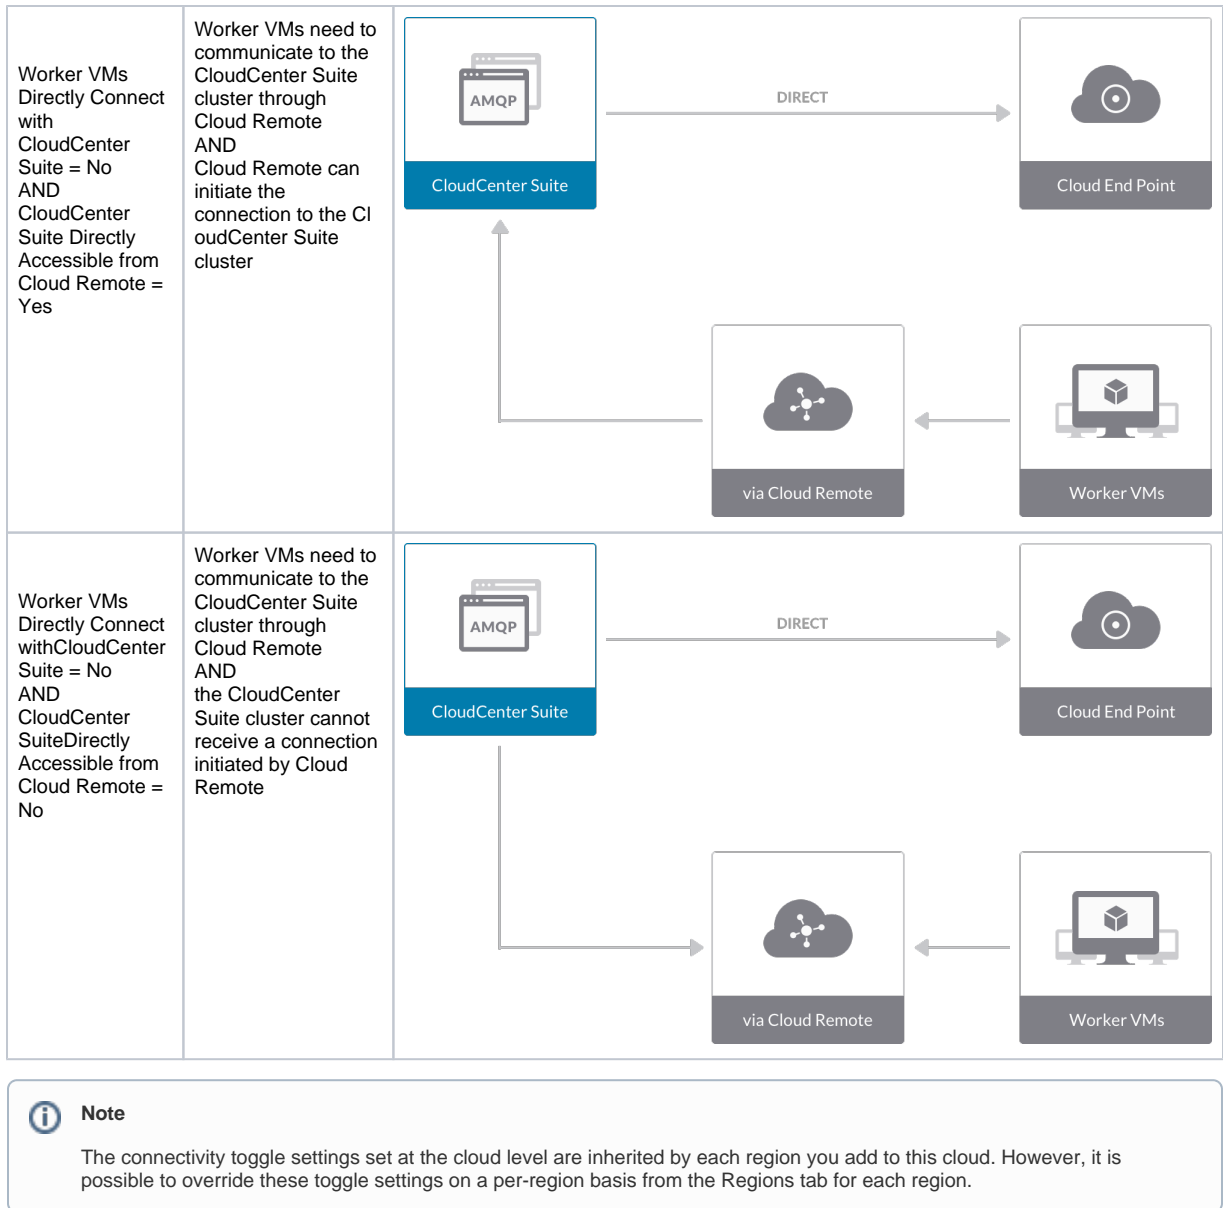 Worker VMs
Directly Connect
with
CloudCenter
Suite = No
AND
CloudCenter
Suite Directly
Accessible from
Cloud Remote =
Yes
Worker VMs need to
communicate to the
CloudCenter Suite
cluster through
Cloud Remote
AND
Cloud Remote can
initiate the
connection to the Cl
oudCenter Suite
cluster
AMQP
CloudCenter Suite
DIRECT
Cloud End Point
via Cloud Remote
Worker VMs
Worker VMs
Directly Connect
withCloudCenter
Suite = No
AND
CloudCenter
SuiteDirectly
Accessible from
Cloud Remote =
No
Worker VMs need to
communicate to the
CloudCenter Suite
cluster through
Cloud Remote
AND
the CloudCenter
Suite cluster cannot
receive a connection
initiated by Cloud
Remote
AMQP
CloudCenter Suite
DIRECT
Cloud End Point
via Cloud Remote
Worker VMs
Note
The connectivity toggle settings set at the cloud level are inherited by each region you add to this cloud. However, it is
possible to override these toggle settings on a per-region basis from the Regions tab for each region.